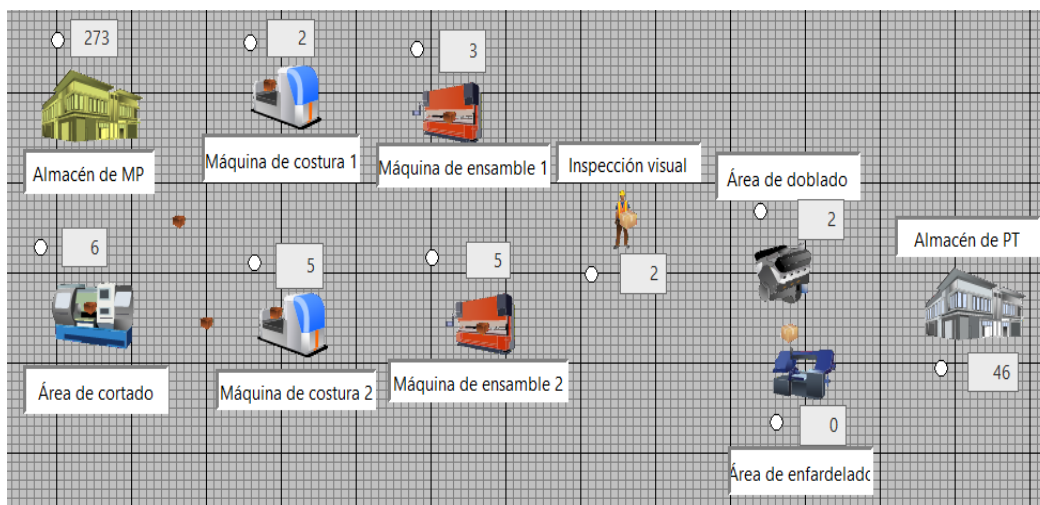 273
2
3
Almacén de MP
Máquina de costura 1
Máquina de ensamble 1
Inspección visual
Área de doblado
2
Almacén de PT
6
5
5
2
Área de cortado
Máquina de costura 2
Máquina de ensamble 2
46
0
Área de enfardelado